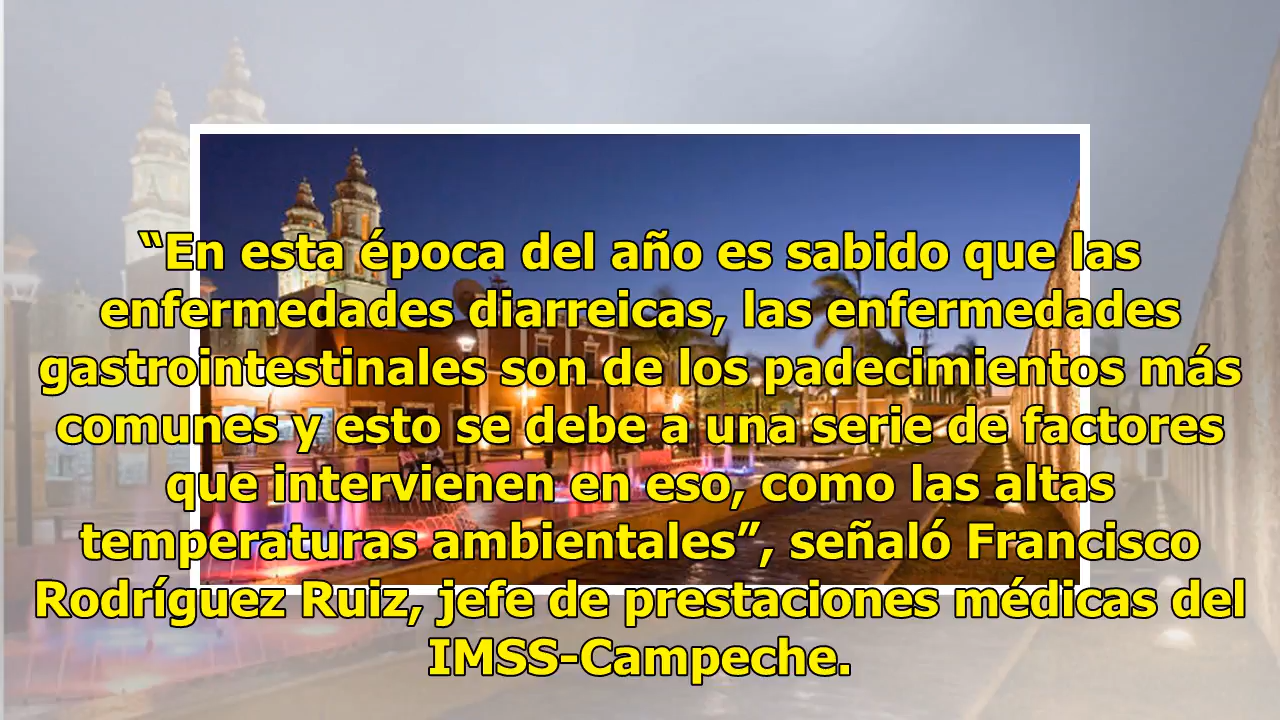 “En esta época del año es sabido que las
enfermedades diarreicas, las enfermedades
gastrointestinales son de los padecimientos más
comunes y esto se debe a una serie de factores
que intervienen en eso, como las altas
temperaturas ambientales”, señaló Francisco
Rodríguez Ruiz, jefe de prestaciones médicas del
IMSS-Campeche.